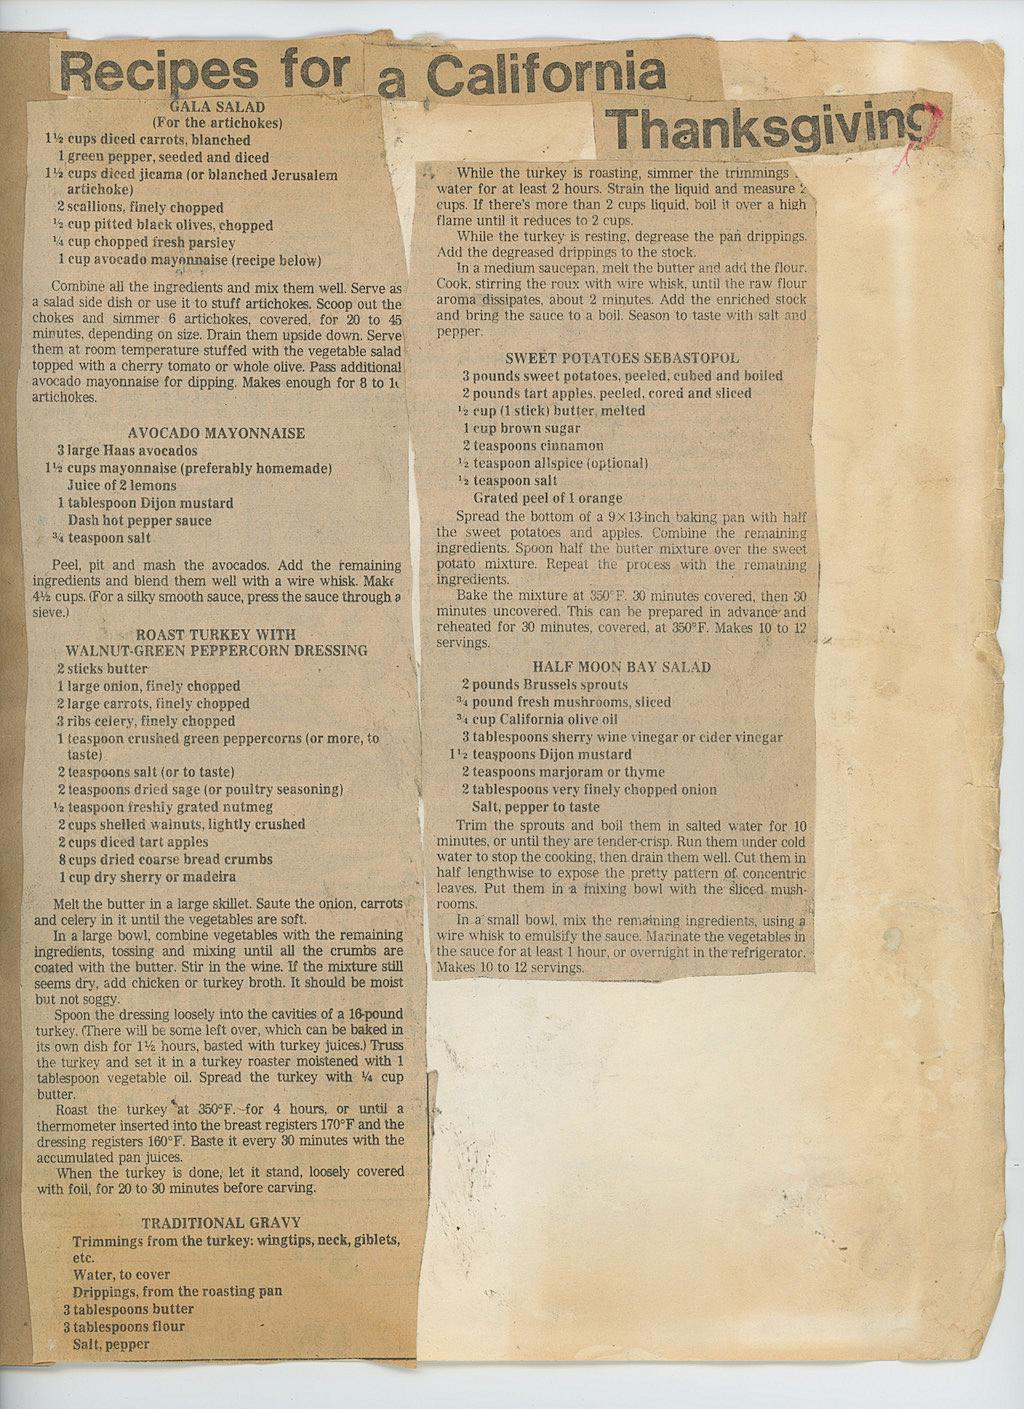 Recipes for a California
Thanksgiving
GALA SALAD
(For the artichokes)
1½ cups diced carrots, blanched
1 green pepper, seeded and diced
1½ cups diced jicama (or blanched Jerusalem
artichoke)
2 scallions, finely chopped
½ cup pitted black olives, chopped
¼ cup chopped fresh parsley
1 cup avocado mayonnaise (recipe below)
Combine all the ingredients and mix them well. Serve as
a salad side dish or use it to stuff artichokes. Scoop out the
chokes and simmer 6 artichokes, covered, for 20 to 45
minutes, depending on size. Drain them upside down. Serve
them at room temperature stuffed with the vegetable salad
topped with a cherry tomato or whole olive. Pass additional
avocado mayonnaise for dipping. Makes enough for 8 to
artichokes.
AVOCADO MAYONNAISE
3 large Haas avocados
1½ cups mayonnaise (preferably homemade)
Juice of 2 lemons
1 tablespoon Dijon mustard
Dash hot pepper sauce
¾ teaspoon salt
Peel, pit and mash the avocados. Add the remaining
ingredients and blend them well with a wire whisk. Make
4½ cups. (For a silky smooth sauce, press the sauce through a
sieve.)
ROAST TURKEY WITH
WALNUT-GREEN PEPPERCORN DRESSING
2 sticks butter
1 large onion, finely chopped
2 large carrots, finely chopped
3 ribs celery, finely chopped
1 teaspoon crushed green peppercorns (or more, to
taste)
2 teaspoons salt (or to taste)
2 teaspoons dried sage (or poultry seasoning)
½ teaspoon freshly grated nutmeg
2 cups shelled walnuts, lightly crushed
2 cups diced tart apples
8 cups dried coarse bread crumbs
1 cup dry sherry or madeira
Melt the butter in a large skillet. Saute the onion, carrots
and celery in it until the vegetables are soft.
In a large bowl, combine vegetables with the remaining
ingredients, tossing and mixing until all the crumbs are
coated with the butter. Stir in the wine. If the mixture still
seems dry, add chicken or turkey broth. It should be moist
but not soggy.
Spoon the dressing loosely into the cavities of a 16-pound
turkey. (There will be some left over, which can be baked in
its own dish for 1½ hours, basted with turkey juices.) Truss
the turkey and set it in a turkey roaster moistened with 1
tablespoon vegetable oil. Spread the turkey with ¼ cup
butter.
Roast the turkey at 350°F. for 4 hours, or until a
thermometer inserted into the breast registers 170°F and the
dressing registers 160°F. Baste it every 30 minutes with the
accumulated pan juices.
When the turkey is done, let it stand, loosely covered
with foil, for 20 to 30 minutes before carving.
TRADITIONAL GRAVY
Trimmings from the turkey: wingtips, neck, giblets,
etc.
Water, to cover
Drippings, from the roasting pan
3 tablespoons butter
3 tablespoons flour
Salt, pepper
While the turkey is roasting, simmer the trimmings
water for at least 2 hours. Strain the liquid and measure 2
cups. If there's more than 2 cups liquid, boil it over a high
flame until it reduces to 2 cups.
While the turkey is resting, degrease the pan drippings.
Add the degreased drippings to the stock.
In a medium saucepan, melt the butter and add the flour.
Cook, stirring the roux with wire whisk, until the raw flour
aroma dissipates, about 2 minutes. Add the enriched stock
and bring the sauce to a boil. Season to taste with salt and
pepper.
SWEET POTATOES SEBASTOPOL
3 pounds sweet potatoes, peeled, cubed and boiled
2 pounds tart apples, peeled, cored and sliced
½ cup (1 stick) butter, melted
1 cup brown sugar
2 teaspoons cinnamon
½ teaspoon allspice (optional)
½ teaspoon salt
Grated peel of 1 orange
Spread the bottom of a 9×13-inch baking pan with half
the sweet potatoes and apples. Combine the remaining
ingredients. Spoon half the butter mixture over the sweet
potato mixture. Repeat the process with the remaining
ingredients.
Bake the mixture at 350°F. 30 minutes covered, then 30
minutes uncovered. This can be prepared in advance and
reheated for 30 minutes, covered, at 350°F. Makes 10 to 12
servings.
HALF MOON BAY SALAD
2 pounds Brussels sprouts
¾ pound fresh mushrooms, sliced
¾ cup California olive oil
3 tablespoons sherry wine vinegar or cider vinegar
1½ teaspoons Dijon mustard
2 teaspoons marjoram or thyme
2 tablespoons very finely chopped onion
Salt, pepper to taste
Trim the sprouts and boil them in salted water for 10
minutes, or until they are tender-crisp. Run them under cold
water to stop the cooking, then drain them well. Cut them in
half lengthwise to expose the pretty pattern of concentric
leaves. Put them in a mixing bowl with the sliced mush-
rooms.
In a small bowl, mix the remaining ingredients, using a
wire whisk to emulsify the sauce. Marinate the vegetables in
the sauce for at least 1 hour, or overnight in the refrigerator.
Makes 10 to 12 servings.